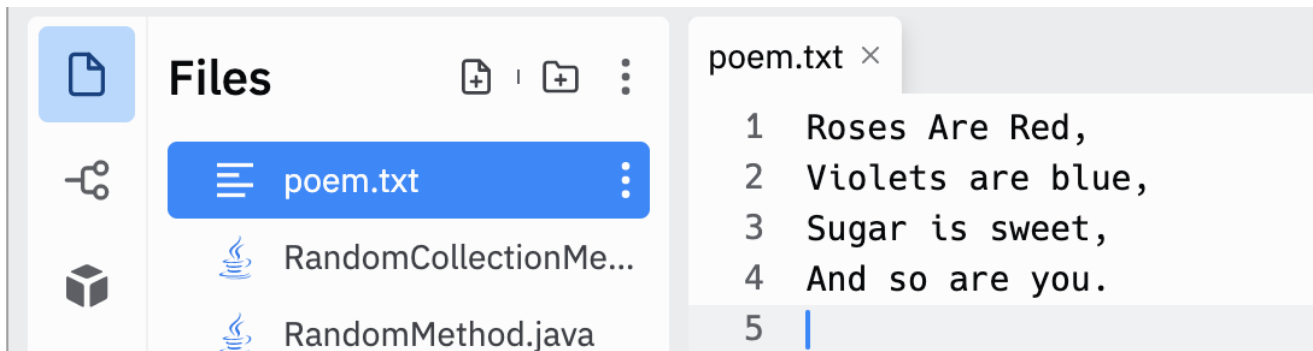 Files
poem.txt
RandomCollectionMe...
RandomMethod.java
poem.txt ×
1 Roses Are Red,
2 Violets are blue,
3 Sugar is sweet,
4 And so are you.
5